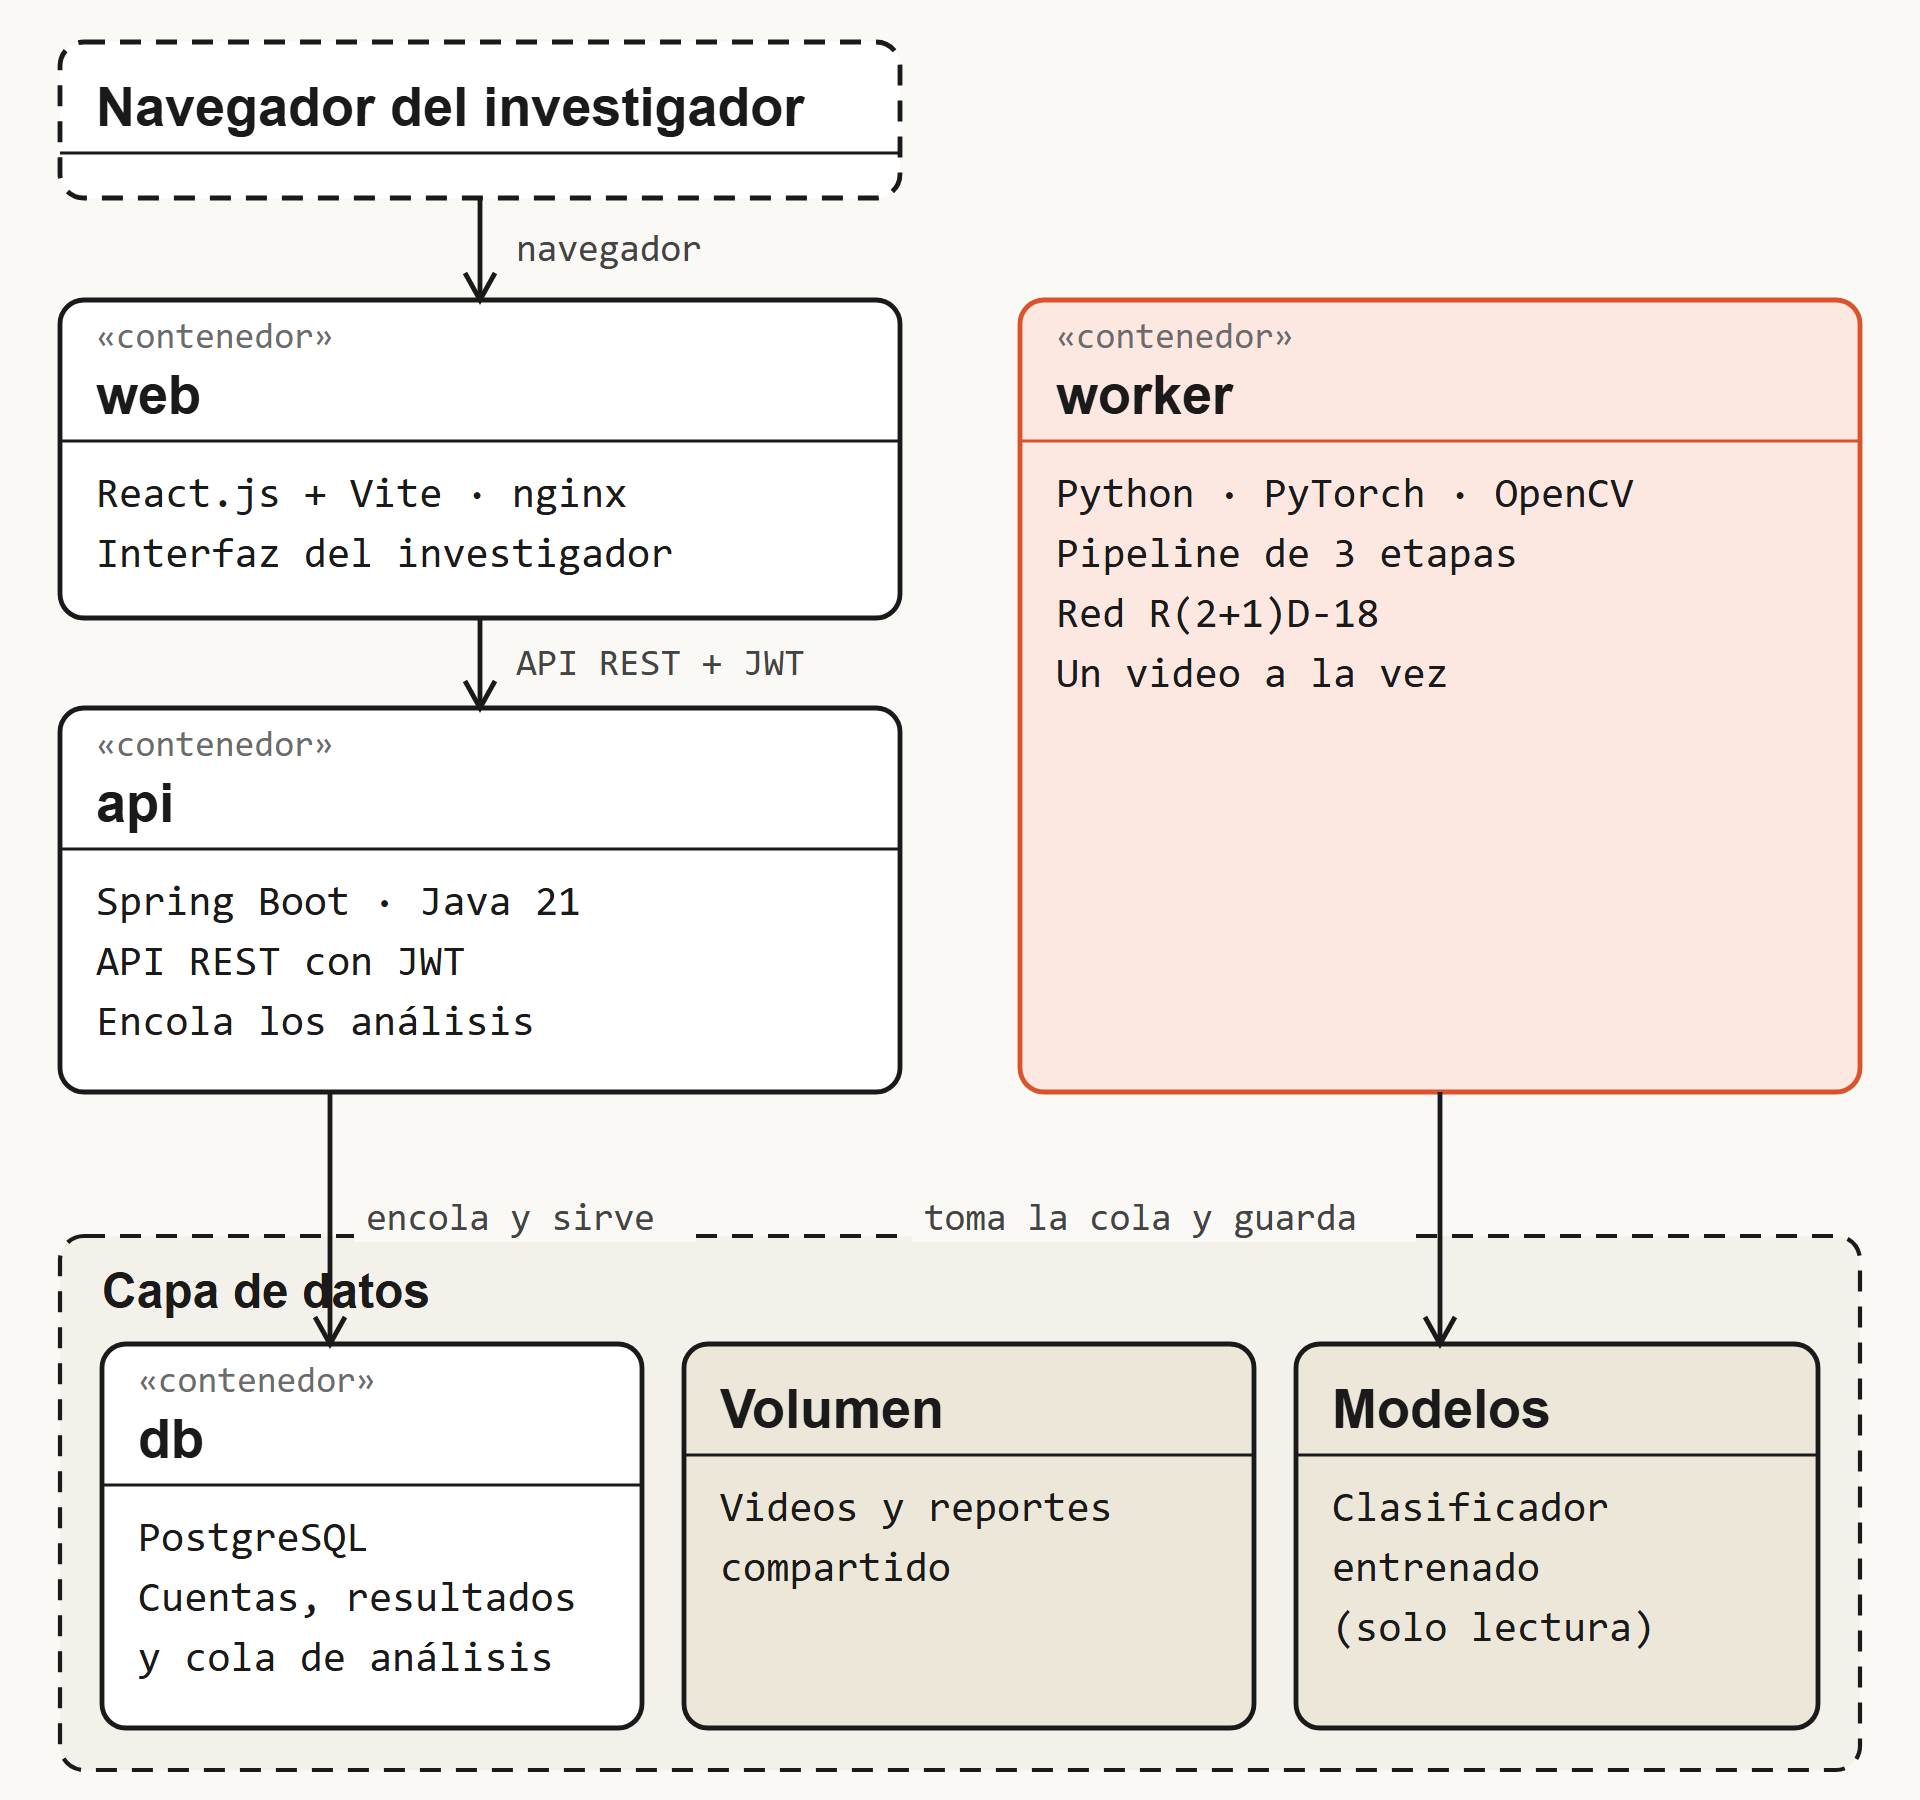 Navegador del investigador
navegador
«contenedor»
web
React.js + Vite · nginx
Interfaz del investigador
API REST + JWT
«contenedor»
api
Spring Boot · Java 21
API REST con JWT
Encola los análisis
«contenedor»
worker
Python · PyTorch · OpenCV
Pipeline de 3 etapas
Red R(2+1)D-18
Un video a la vez
encola y sirve
toma la cola y guarda
Capa de datos
«contenedor»
db
PostgreSQL
Cuentas, resultados
y cola de análisis
Volumen
Videos y reportes
compartido
Modelos
Clasificador
entrenado
(solo lectura)